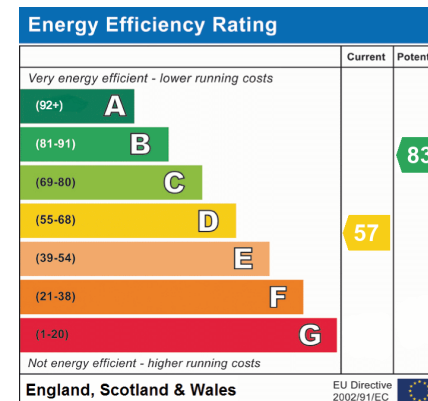 Energy Efficiency Rating
Current Potent
Very energy efficient - lower running costs
(92+) A
(81-91) B
83
(69-80) C
(55-68) D
57
(39-54) E
(21-38) F
(1-20) G
Not energy efficient - higher running costs
England, Scotland & Wales
EU Directive
2002/91/EC